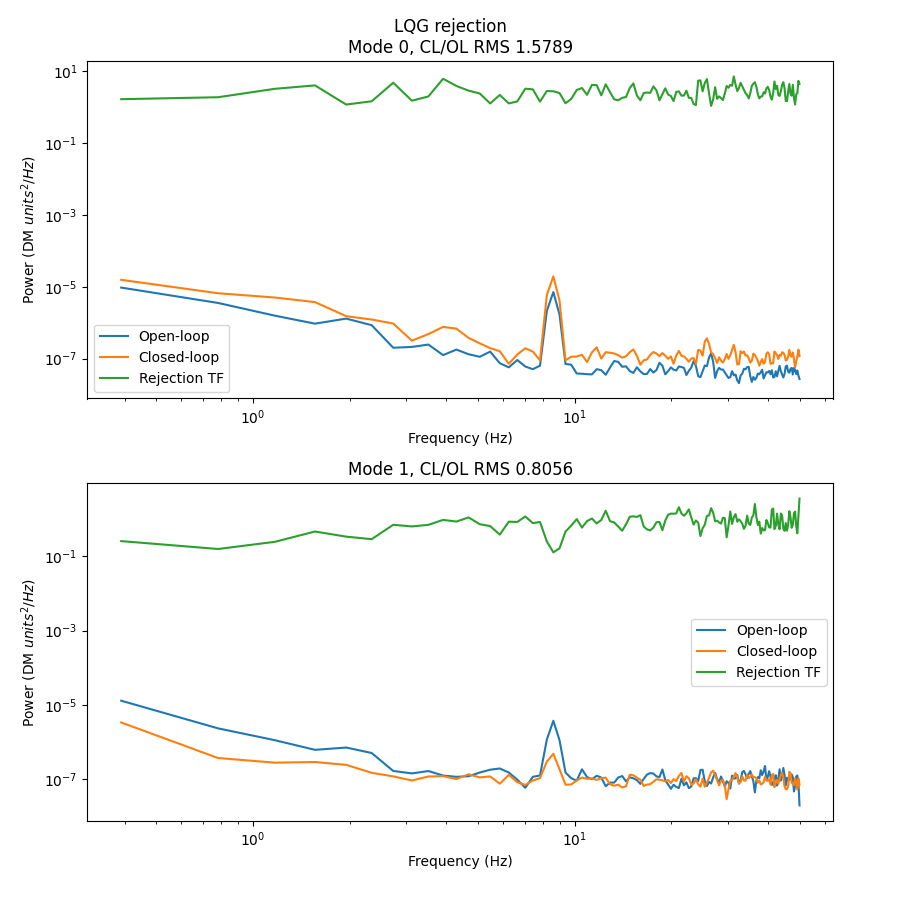 LQG rejection
Mode 0, CL/OL RMS 1.5789
10^1
10^-1
10^-3
10^-5
10^-7
Power (DM units^2/Hz)
Open-loop
Closed-loop
Rejection TF
10^0
10^1
Frequency (Hz)
Mode 1, CL/OL RMS 0.8056
10^-1
10^-3
10^-5
10^-7
Power (DM units^2/Hz)
Open-loop
Closed-loop
Rejection TF
10^0
10^1
Frequency (Hz)